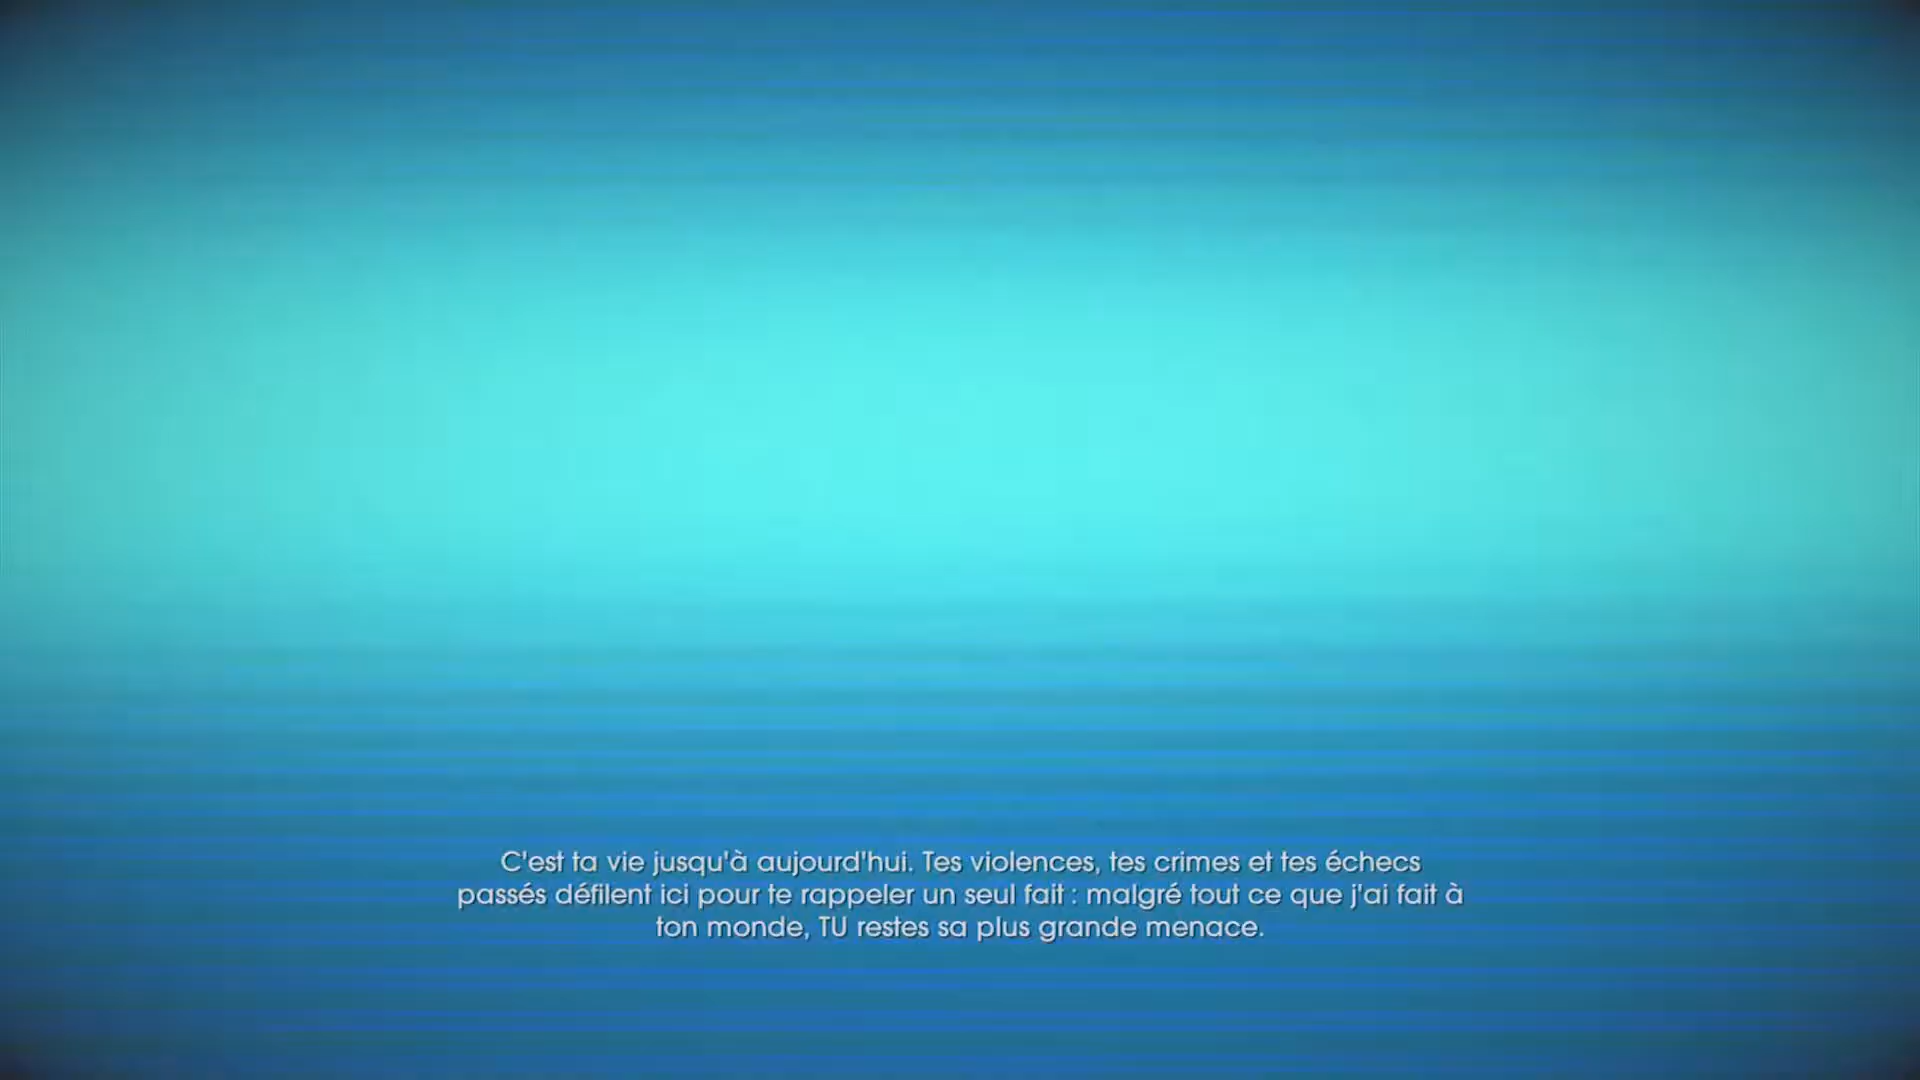 C'est ta vie jusqu'à aujourd'hui. Tes violences, tes crimes et tes échecs
passés défilent ici pour te rappeler un seul fait : malgré tout ce que j'ai fait à
ton monde, TU restes sa plus grande menace.